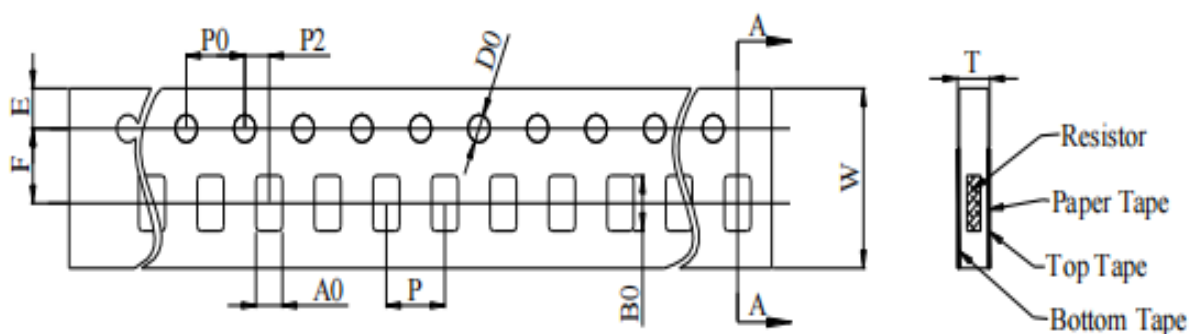 P0 P2 D0 A
E
F
W
A0 P B0 A
T
Resistor
Paper Tape
Top Tape
Bottom Tape